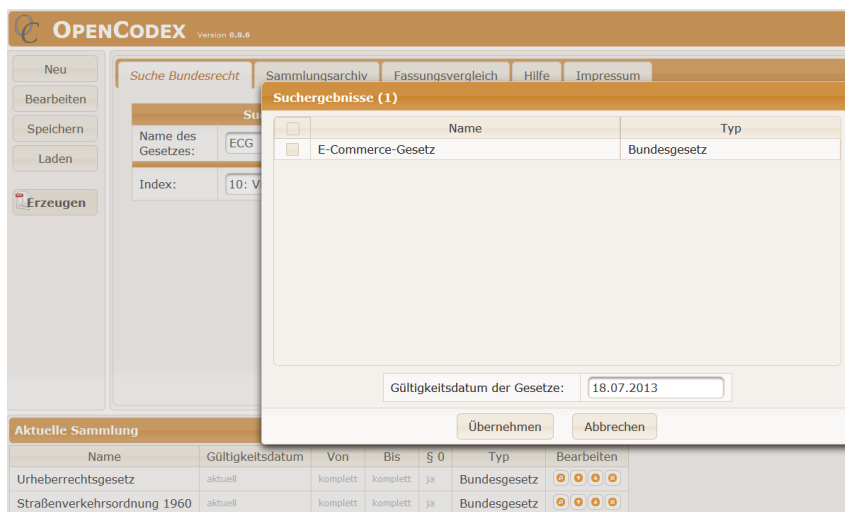 OC OPENCODEX Version 0.8.6
Neu
Bearbeiten
Speichern
Laden
Erzeugen
Suche Bundesrecht Sammlungsarchiv Fassungsvergleich Hilfe Impressum
Su
Name des
Gesetzes: ECG
Index: 10: V
Suchergebnisse (1)
Name Typ
E-Commerce-Gesetz Bundesgesetz
Gültigkeitsdatum der Gesetze: 18.07.2013
Übernehmen Abbrechen
Aktuelle Sammlung
Name Gültigkeitsdatum Von Bis § 0 Typ Bearbeiten
Urheberrechtsgesetz aktuell komplett komplett ja Bundesgesetz
Straßenverkehrsordnung 1960 aktuell komplett komplett ja Bundesgesetz